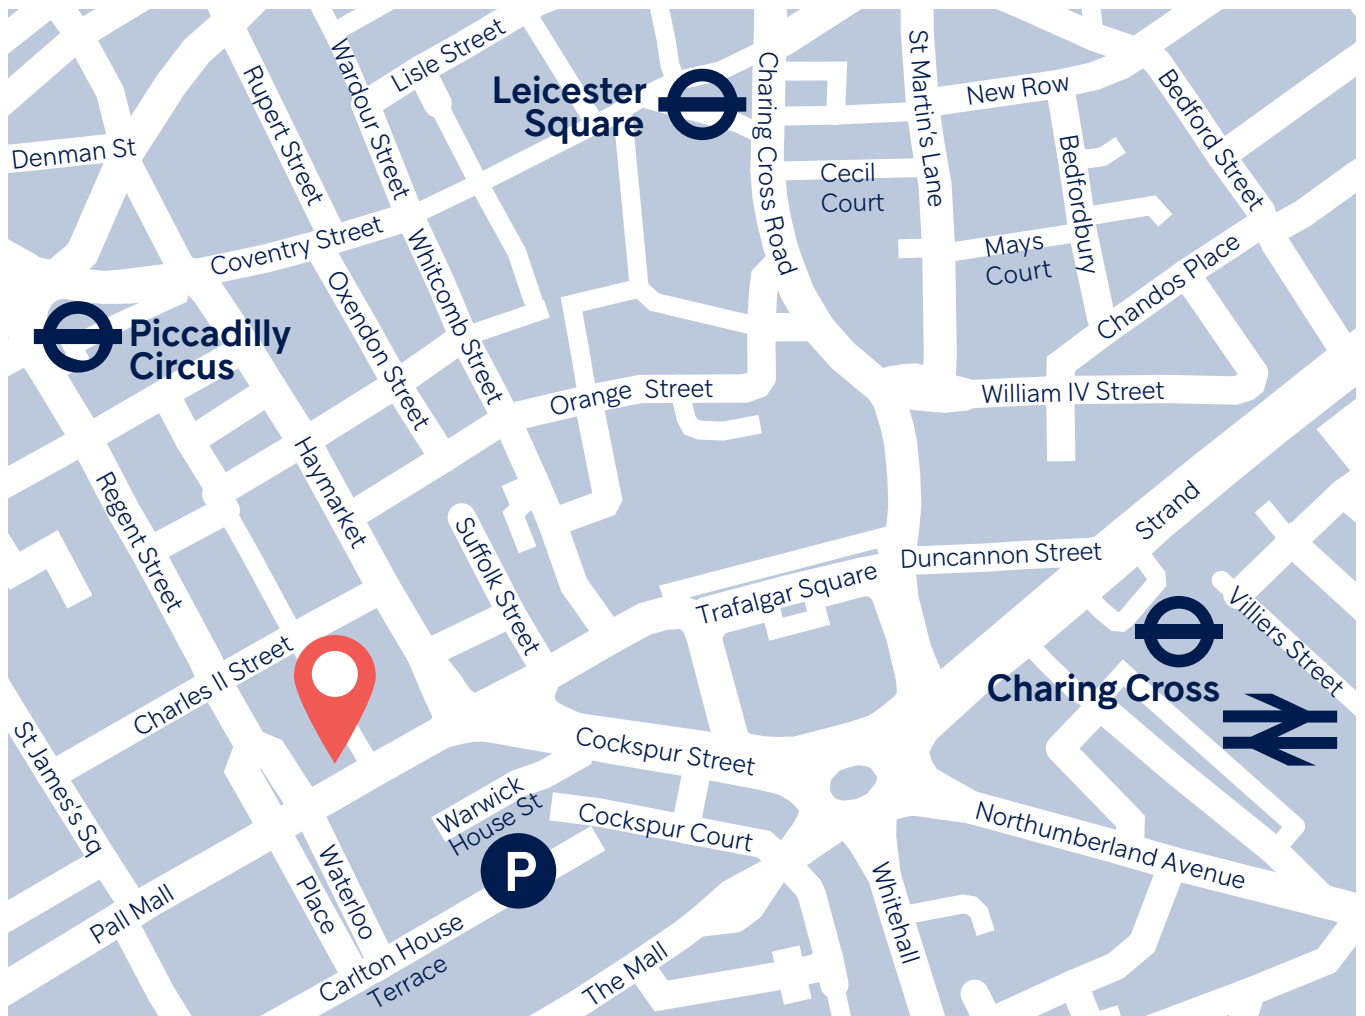 Lisle Street
Wardour Street
Rupert Street
Leicester
Square
Charing Cross Road
St Martin's Lane
New Row
Bedford Street
Denman St
Cecil
Court
Bedfordbury
Mays
Court
Coventry Street
Whitcomb Street
Oxendon Street
Chandos Place
Piccadilly
Circus
Orange Street
William IV Street
Haymarket
Regent Street
Suffolk Street
Strand
Duncannon Street
Trafalgar Square
Villiers Street
Charles II Street
Charing Cross
St James's Sq
Cockspur Street
Warwick
House St
Cockspur Court
Northumberland Avenue
P
Waterloo
Place
Whitehall
Pall Mall
Carlton House
Terrace
The Mall